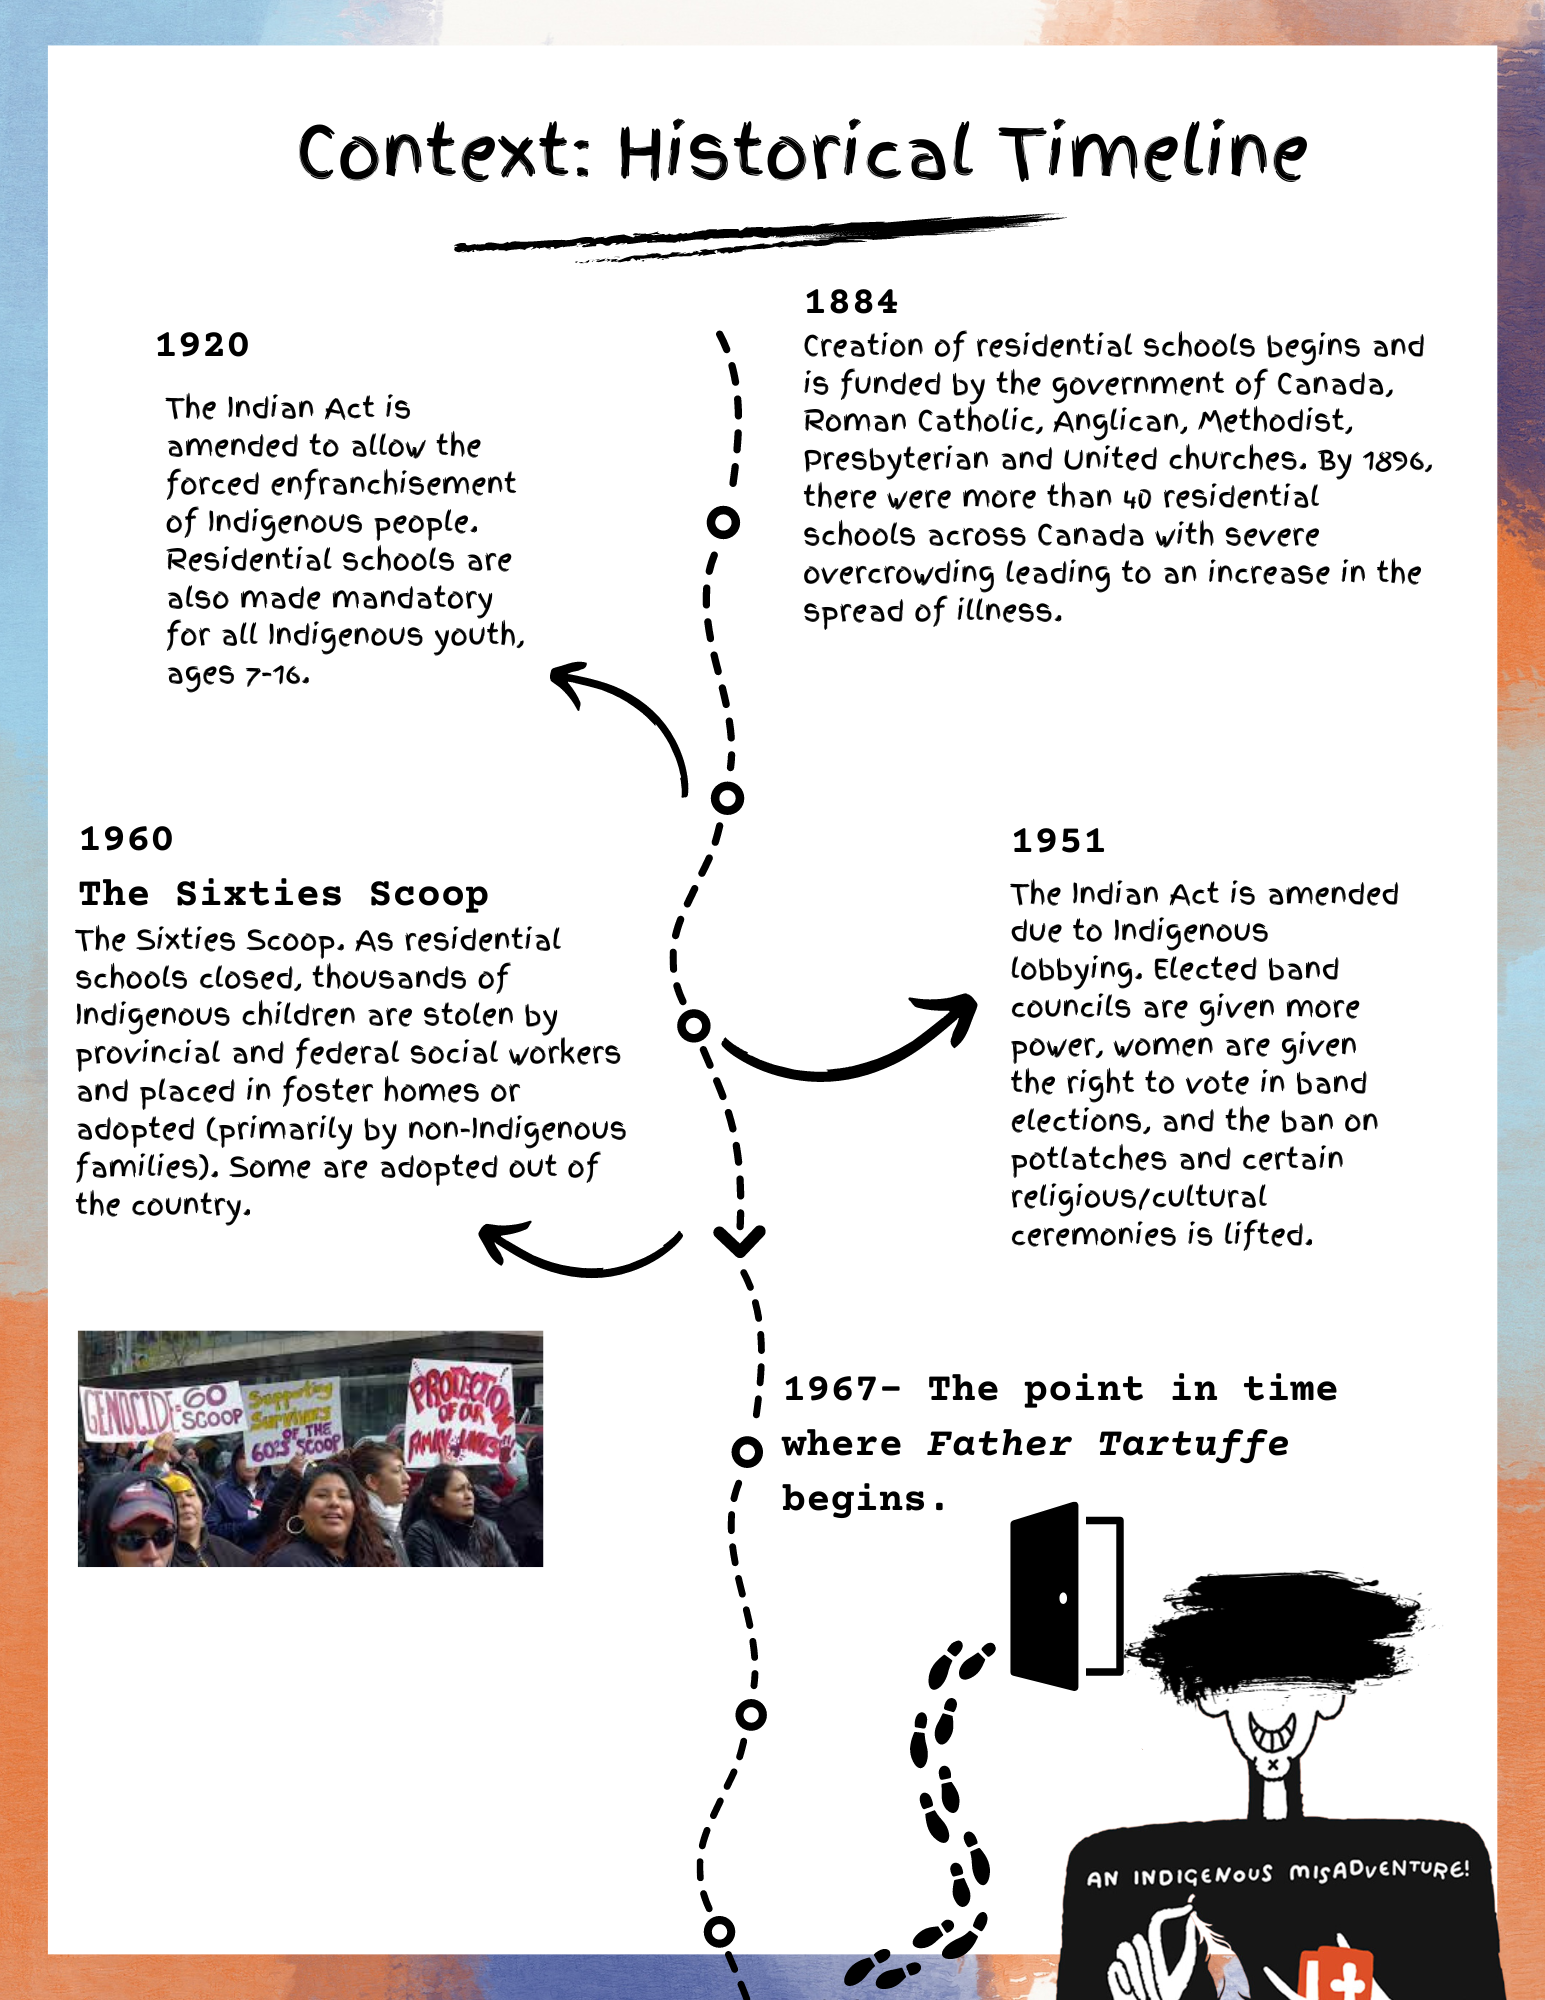 Context: Historical Timeline
1884
Creation of residential schools begins and
is funded by the government of Canada,
Roman Catholic, Anglican, Methodist,
Presbyterian and United churches. By 1896,
there were more than 40 residential
schools across Canada with severe
overcrowding leading to an increase in the
spread of illness.
1920
The Indian Act is
amended to allow the
forced enfranchisement
of Indigenous people.
Residential schools are
also made mandatory
for all Indigenous youth,
ages 7-16.
1951
The Indian Act is amended
due to Indigenous
lobbying. Elected band
councils are given more
power, women are given
the right to vote in band
elections, and the ban on
potlatches and certain
religious/cultural
ceremonies is lifted.
1960
The Sixties Scoop
The Sixties Scoop. As residential
schools closed, thousands of
Indigenous children are stolen by
provincial and federal social workers
and placed in foster homes or
adopted (primarily by non-Indigenous
families). Some are adopted out of
the country.
GENOCIDE=60
SCOOP
Supporting
Survivors
OF THE
60'S SCOOP
PROTECTION
OF OUR
FAMILY
1967- The point in time
where Father Tartuffe
begins.
AN INDIGENOUS MISADVENTURE!